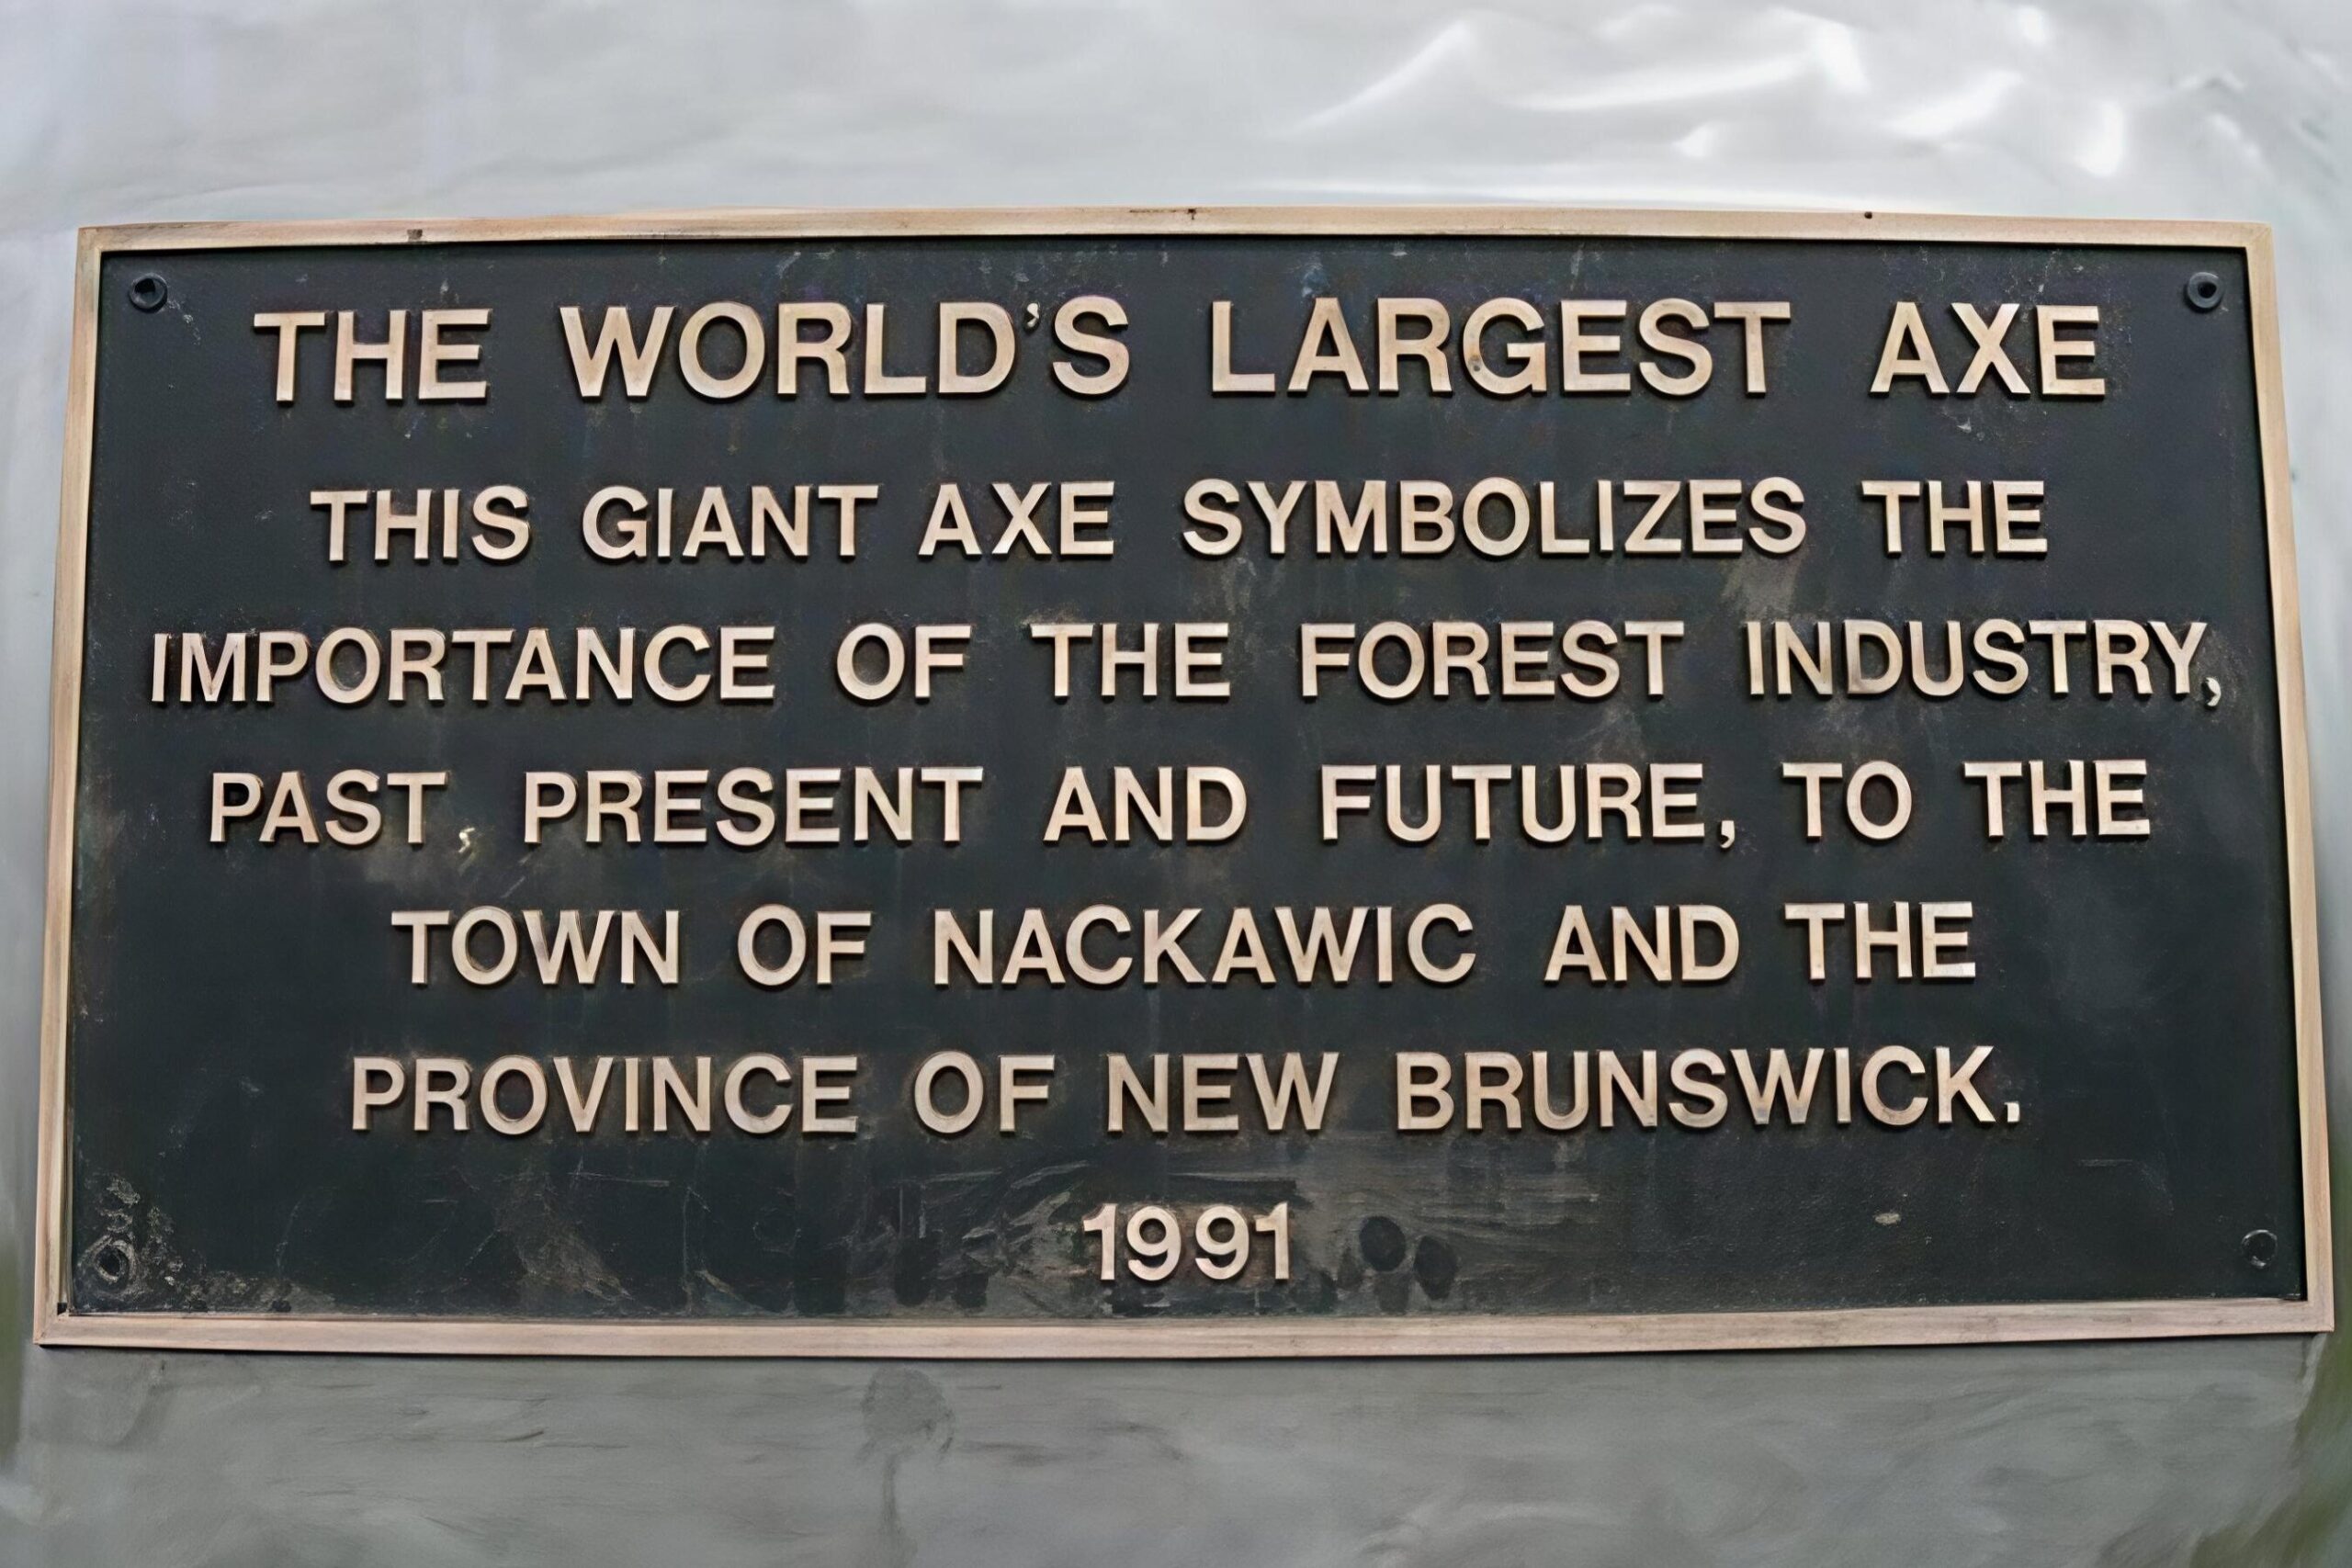 THE WORLD'S LARGEST AXE
THIS GIANT AXE SYMBOLIZES THE
IMPORTANCE OF THE FOREST INDUSTRY,
PAST, PRESENT AND FUTURE, TO THE
TOWN OF NACKAWIC AND THE
PROVINCE OF NEW BRUNSWICK.
1991